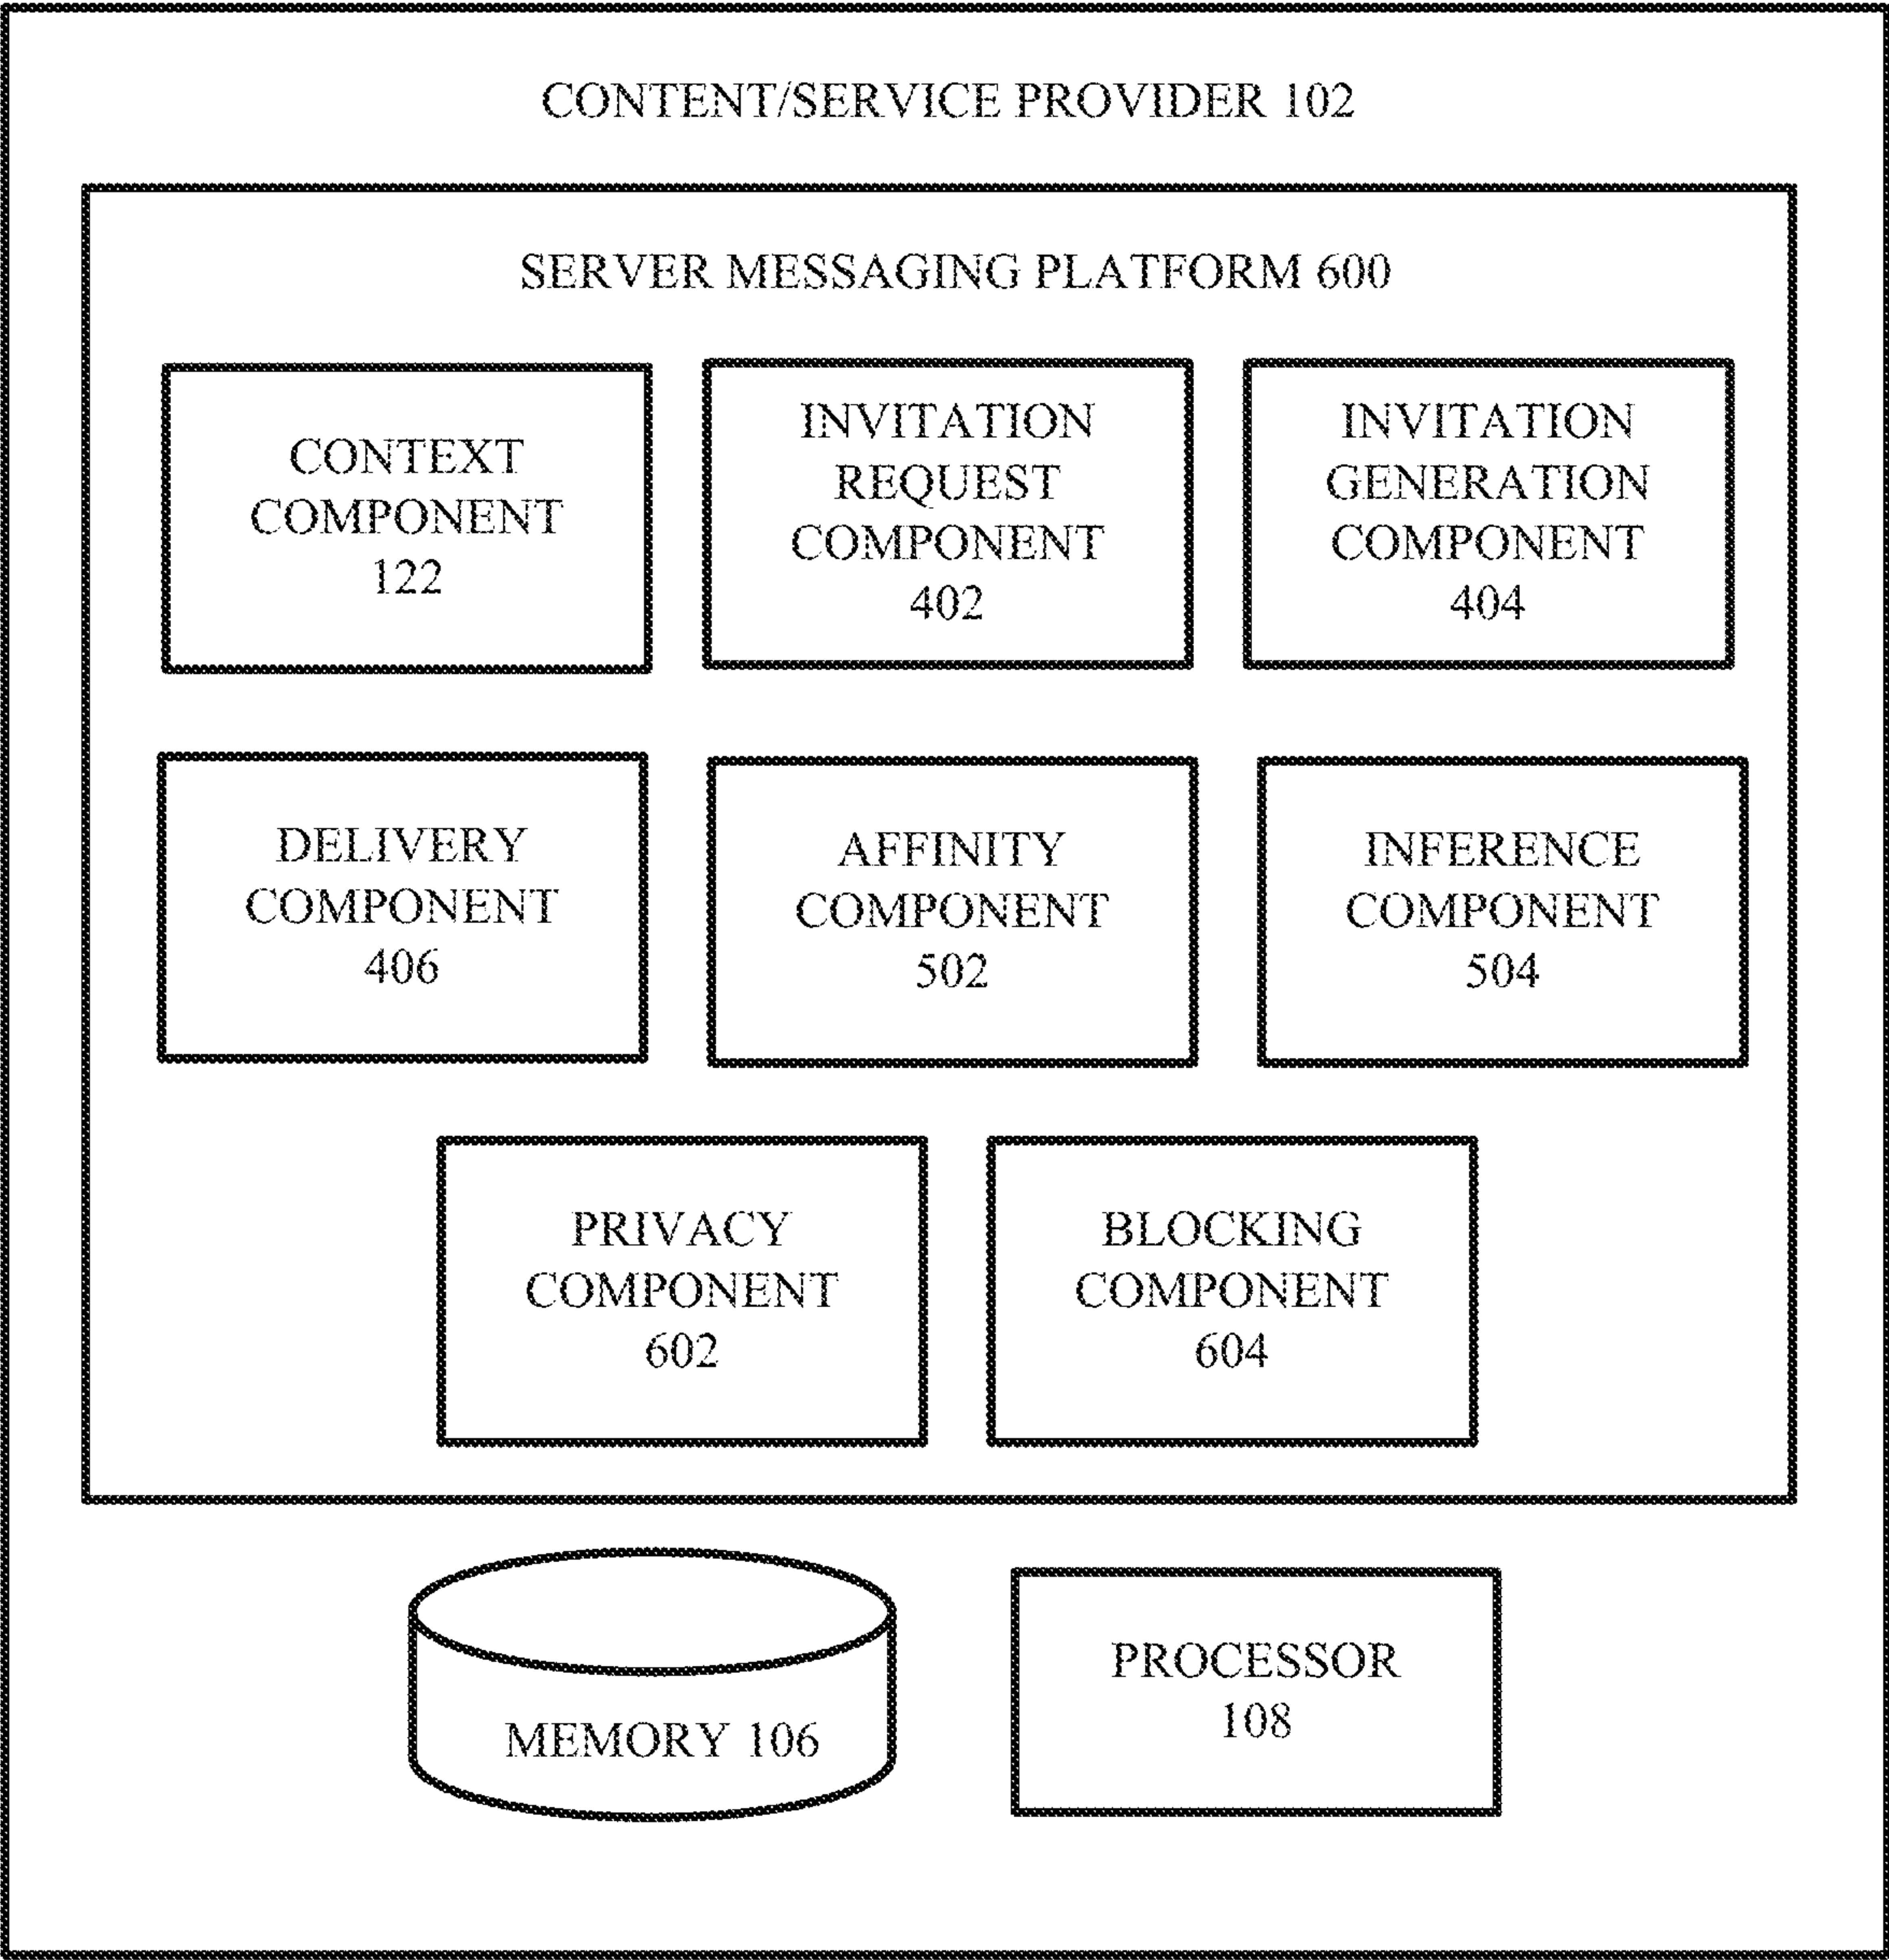 CONTENT/SERVICE PROVIDER 102
SERVER MESSAGING PLATFORM 600
CONTEXT
COMPONENT
122
INVITATION
REQUEST
COMPONENT
402
INVITATION
GENERATION
COMPONENT
404
DELIVERY
COMPONENT
406
AFFINITY
COMPONENT
502
INFERENCE
COMPONENT
504
PRIVACY
COMPONENT
602
BLOCKING
COMPONENT
604
MEMORY 106
PROCESSOR
108